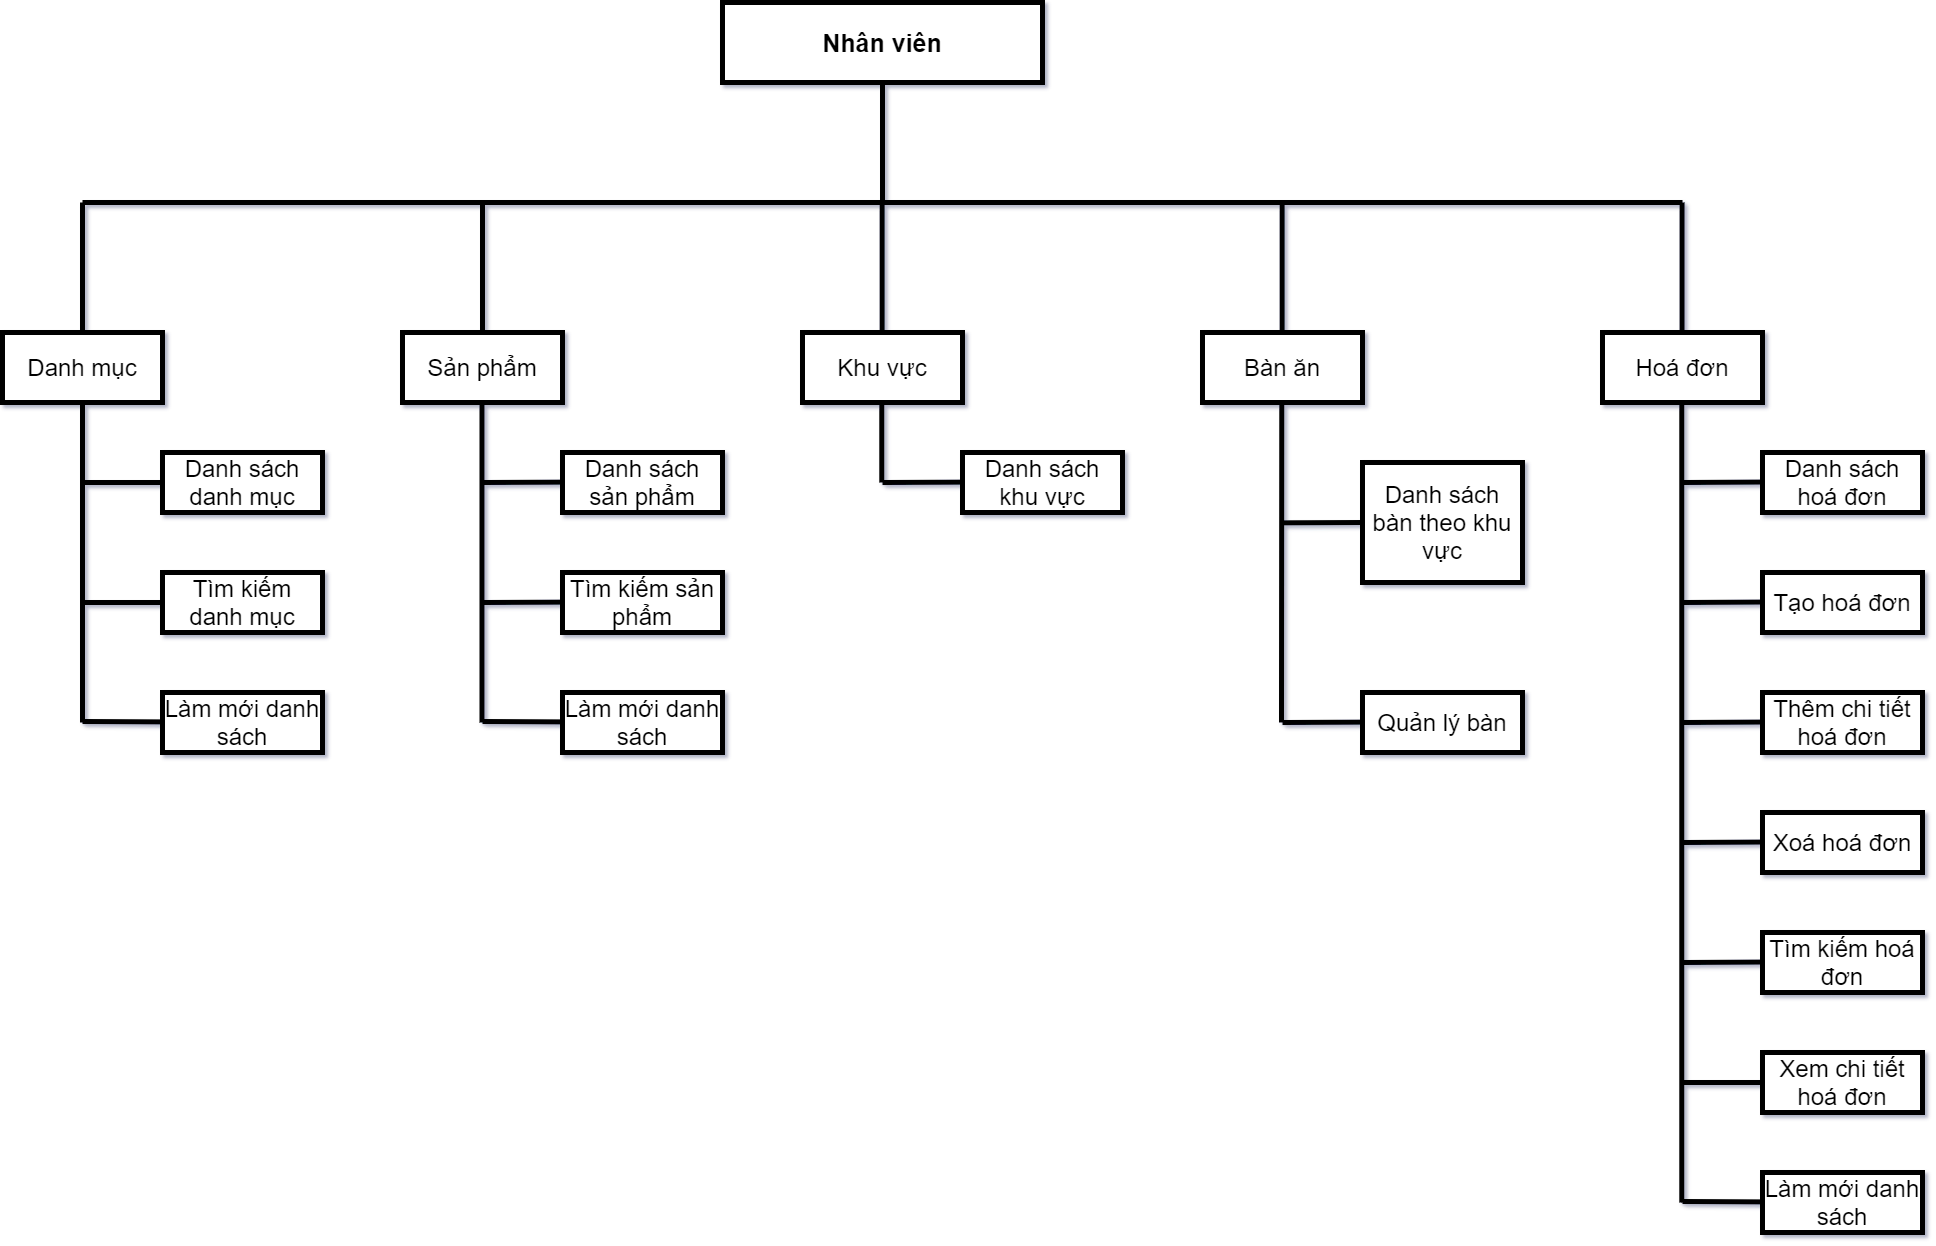 Nhân viên
Danh mục
Sản phẩm
Khu vực
Bàn ăn
Hoá đơn
Danh sách
danh mục
Tìm kiếm
danh mục
Làm mới danh
sách
Danh sách
sản phẩm
Tìm kiếm sản
phẩm
Làm mới danh
sách
Danh sách
khu vực
Danh sách
bàn theo khu
vực
Quản lý bàn
Danh sách
hoá đơn
Tạo hoá đơn
Thêm chi tiết
hoá đơn
Xoá hoá đơn
Tìm kiếm hoá
đơn
Xem chi tiết
hoá đơn
Làm mới danh
sách